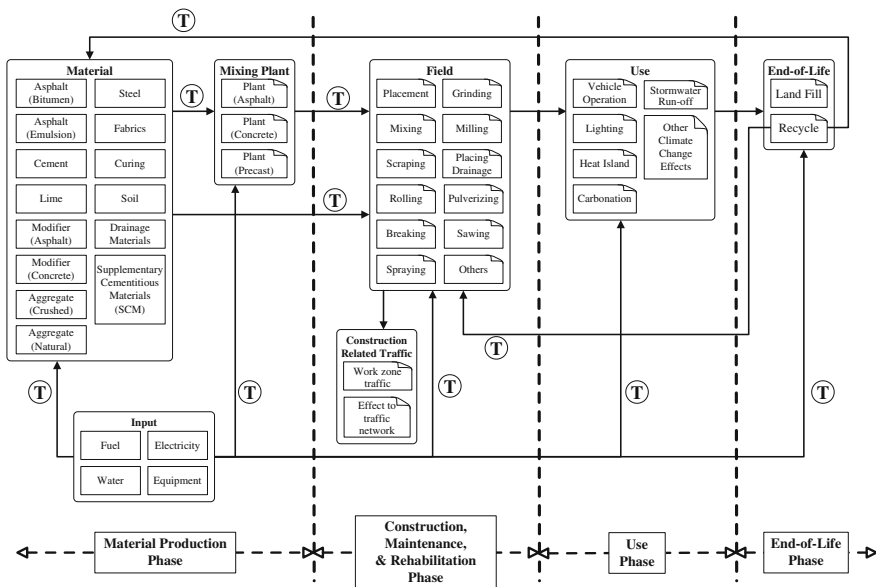 T
Material
Asphalt
(Bitumen)
Steel
Asphalt
(Emulsion)
Fabrics
Cement
Curing
Lime
Soil
Modifier
(Asphalt)
Drainage
Materials
Modifier
(Concrete)
Supplementary
Cementitious
Materials
(SCM)
Aggregate
(Crushed)
Aggregate
(Natural)
T
Mixing Plant
Plant
(Asphalt)
Plant
(Concrete)
Plant
(Precast)
T
T
Field
Placement
Grinding
Mixing
Milling
Scraping
Placing
Drainage
Rolling
Pulverizing
Breaking
Sawing
Spraying
Others
Use
Vehicle
Operation
Stormwater
Run-off
Lighting
Other
Climate
Change
Effects
Heat Island
Carbonation
End-of-Life
Land Fill
Recycle
T
Construction
Related Traffic
Work zone
traffic
Effect to
traffic
network
T
T
T
T
T
Input
Fuel
Electricity
Water
Equipment
Material Production
Phase
Construction,
Maintenance,
& Rehabilitation
Phase
Use
Phase
End-of-Life
Phase